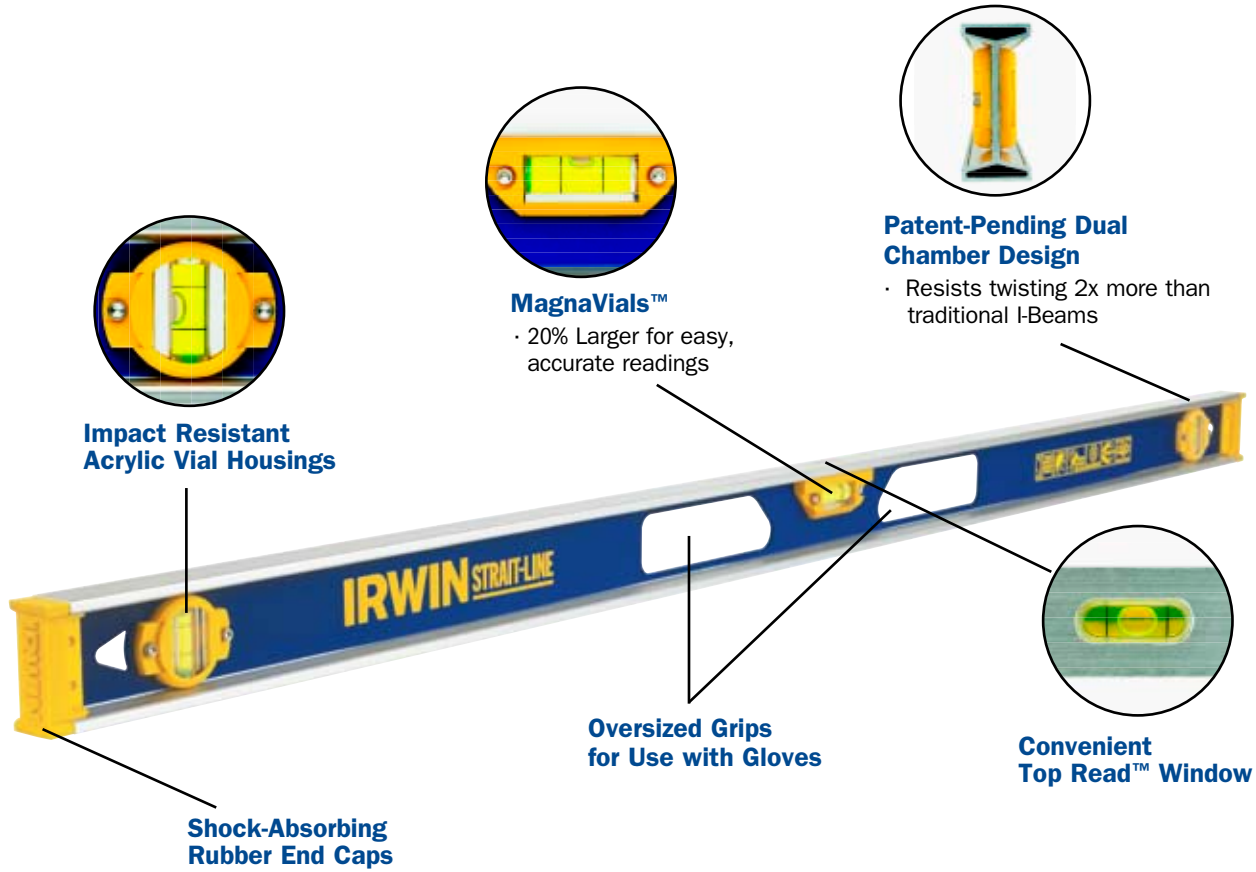 Patent-Pending Dual
Chamber Design
· Resists twisting 2x more than
traditional I-Beams
MagnaVials™
· 20% Larger for easy,
accurate readings
Impact Resistant
Acrylic Vial Housings
IRWIN STRAIT-LINE
IRWIN
Oversized Grips
for Use with Gloves
Convenient
Top Read™ Window
Shock-Absorbing
Rubber End Caps